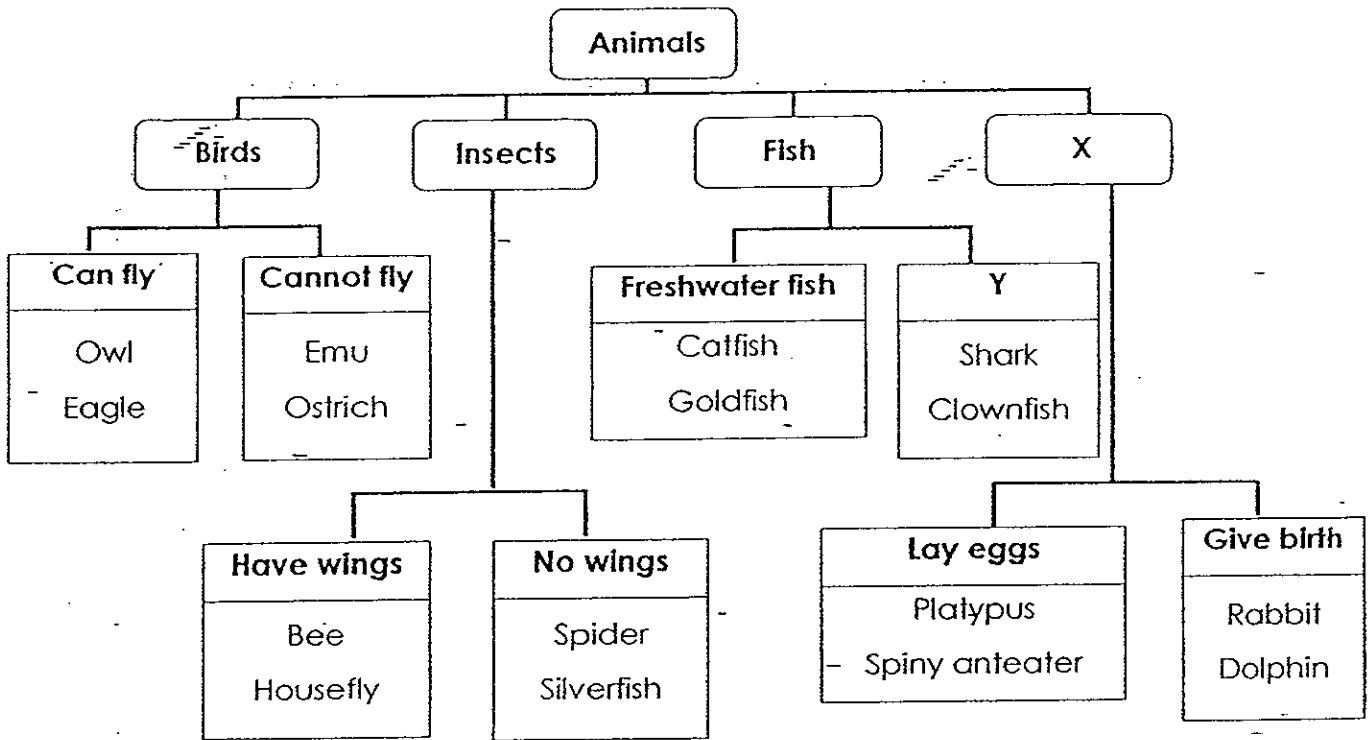 Animals
Birds
Insects
Fish
X
Can fly
Owl
Eagle
Cannot fly
Emu
Ostrich
Freshwater fish
Catfish
Goldfish
Y
Shark
Clownfish
Have wings
Bee
Housefly
No wings
Spider
Silverfish
Lay eggs
Platypus
Spiny anteater
Give birth
Rabbit
Dolphin